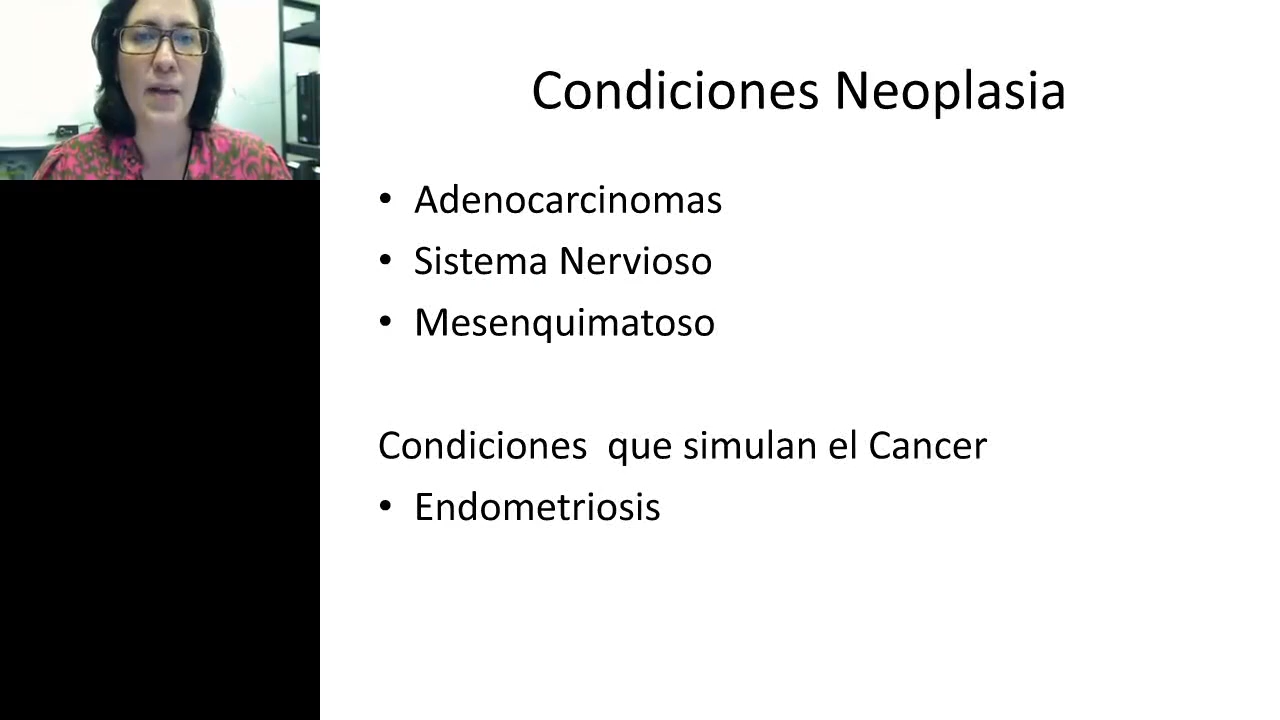 Condiciones Neoplasia
• Adenocarcinomas
• Sistema Nervioso
• Mesenquimatoso
Condiciones  que simulan el Cancer
• Endometriosis